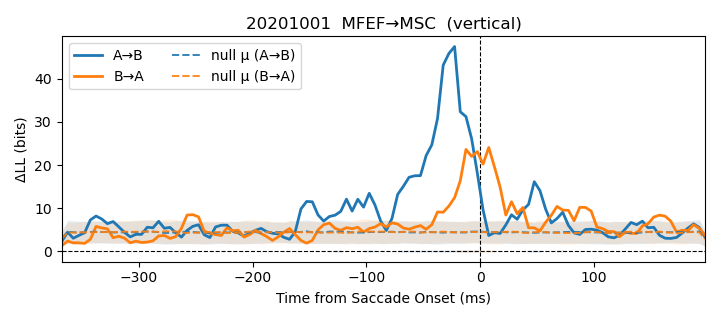 20201001  MFEF→MSC  (vertical)
ΔLL (bits)
40
30
20
10
0
A→B
B→A
null μ (A→B)
null μ (B→A)
−300
−200
−100
0
100
Time from Saccade Onset (ms)